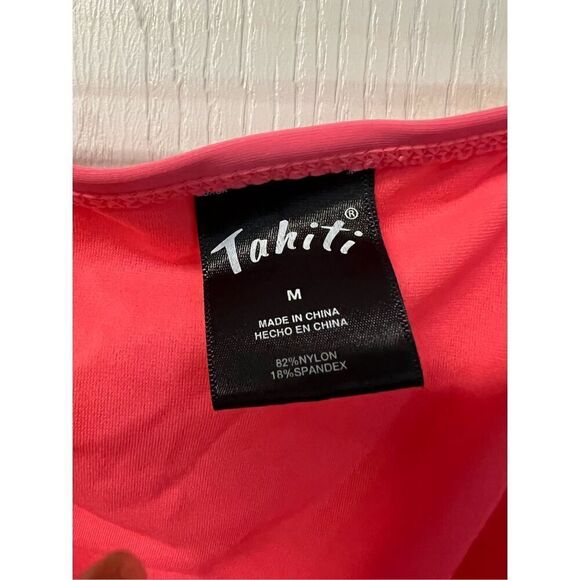 Tahiti®
M
MADE IN CHINA
HECHO EN CHINA
82%NYLON
18%SPANDEX